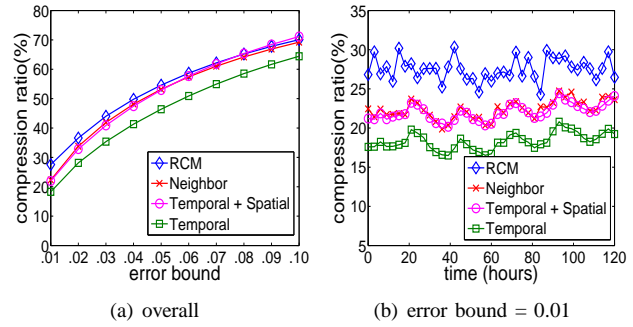 compression ratio(%)
80
70
60
50
40
30
20
10
0
RCM
Neighbor
Temporal + Spatial
Temporal
.01 .02 .03 .04 .05 .06 .07 .08 .09 .10
error bound
(a) overall
compression ratio(%)
35
30
25
20
15
10
5
RCM
Neighbor
Temporal + Spatial
Temporal
0 20 40 60 80 100 120
time (hours)
(b) error bound = 0.01